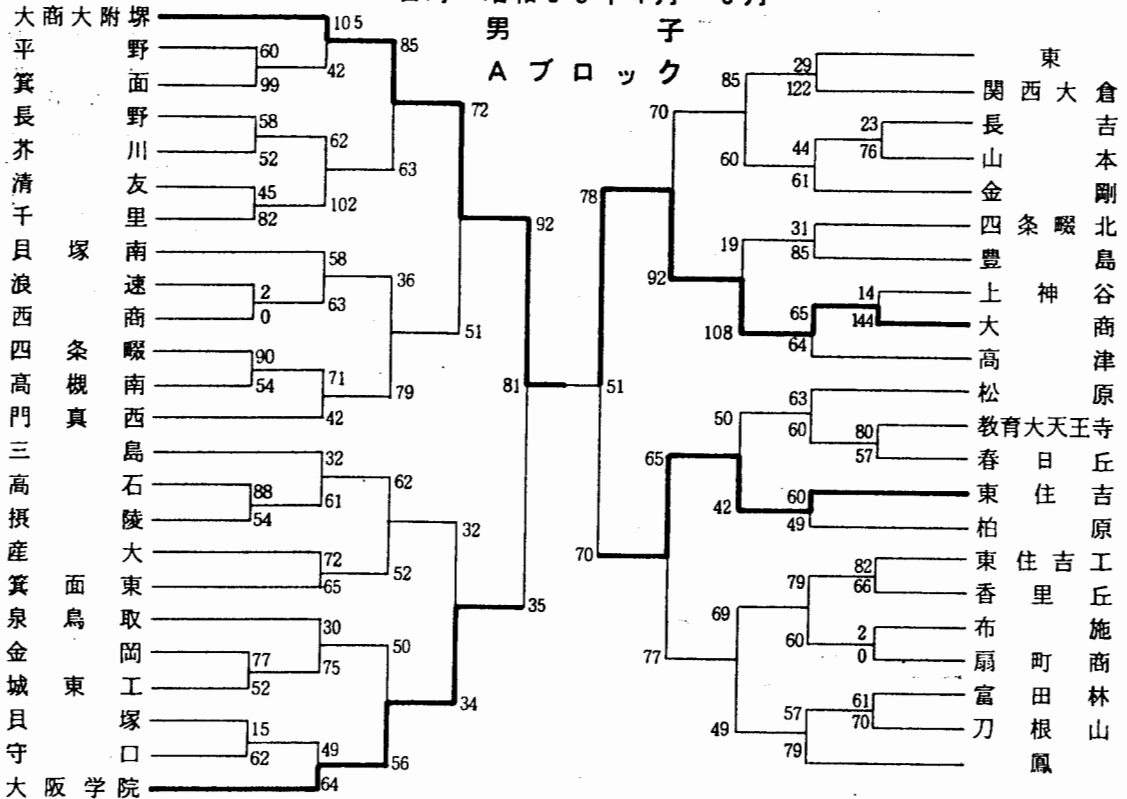 男子
Aブロック
大商大附堺
平野
箕面
長野
芥川
清友
千里
貝塚南
浪速
西商
四条畷
高槻南
門真西
三島
高石
摂陵
産大
箕面東
泉鳥取
金岡
城東工
貝塚
守口
大阪学院
105
60
99
42
85
58
52
62
45
82
102
63
72
58
2
0
63
36
90
54
71
42
79
51
92
32
88
54
61
62
72
65
52
32
30
77
52
75
50
15
62
49
64
56
34
35
81
51
78
70
70
92
85
60
29
122
44
61
23
76
19
108
31
85
65
64
14
144
65
77
50
42
63
60
80
57
60
49
69
49
79
60
82
66
2
0
57
79
61
70
東
関西大倉
長吉
山本
金剛
四条畷北
豊島
上神谷
大商
高津
松原
教育大天王寺
春日丘
東住吉
柏原
東住吉工
香里丘
布施
扇町商
富田林
刀根山
鳳